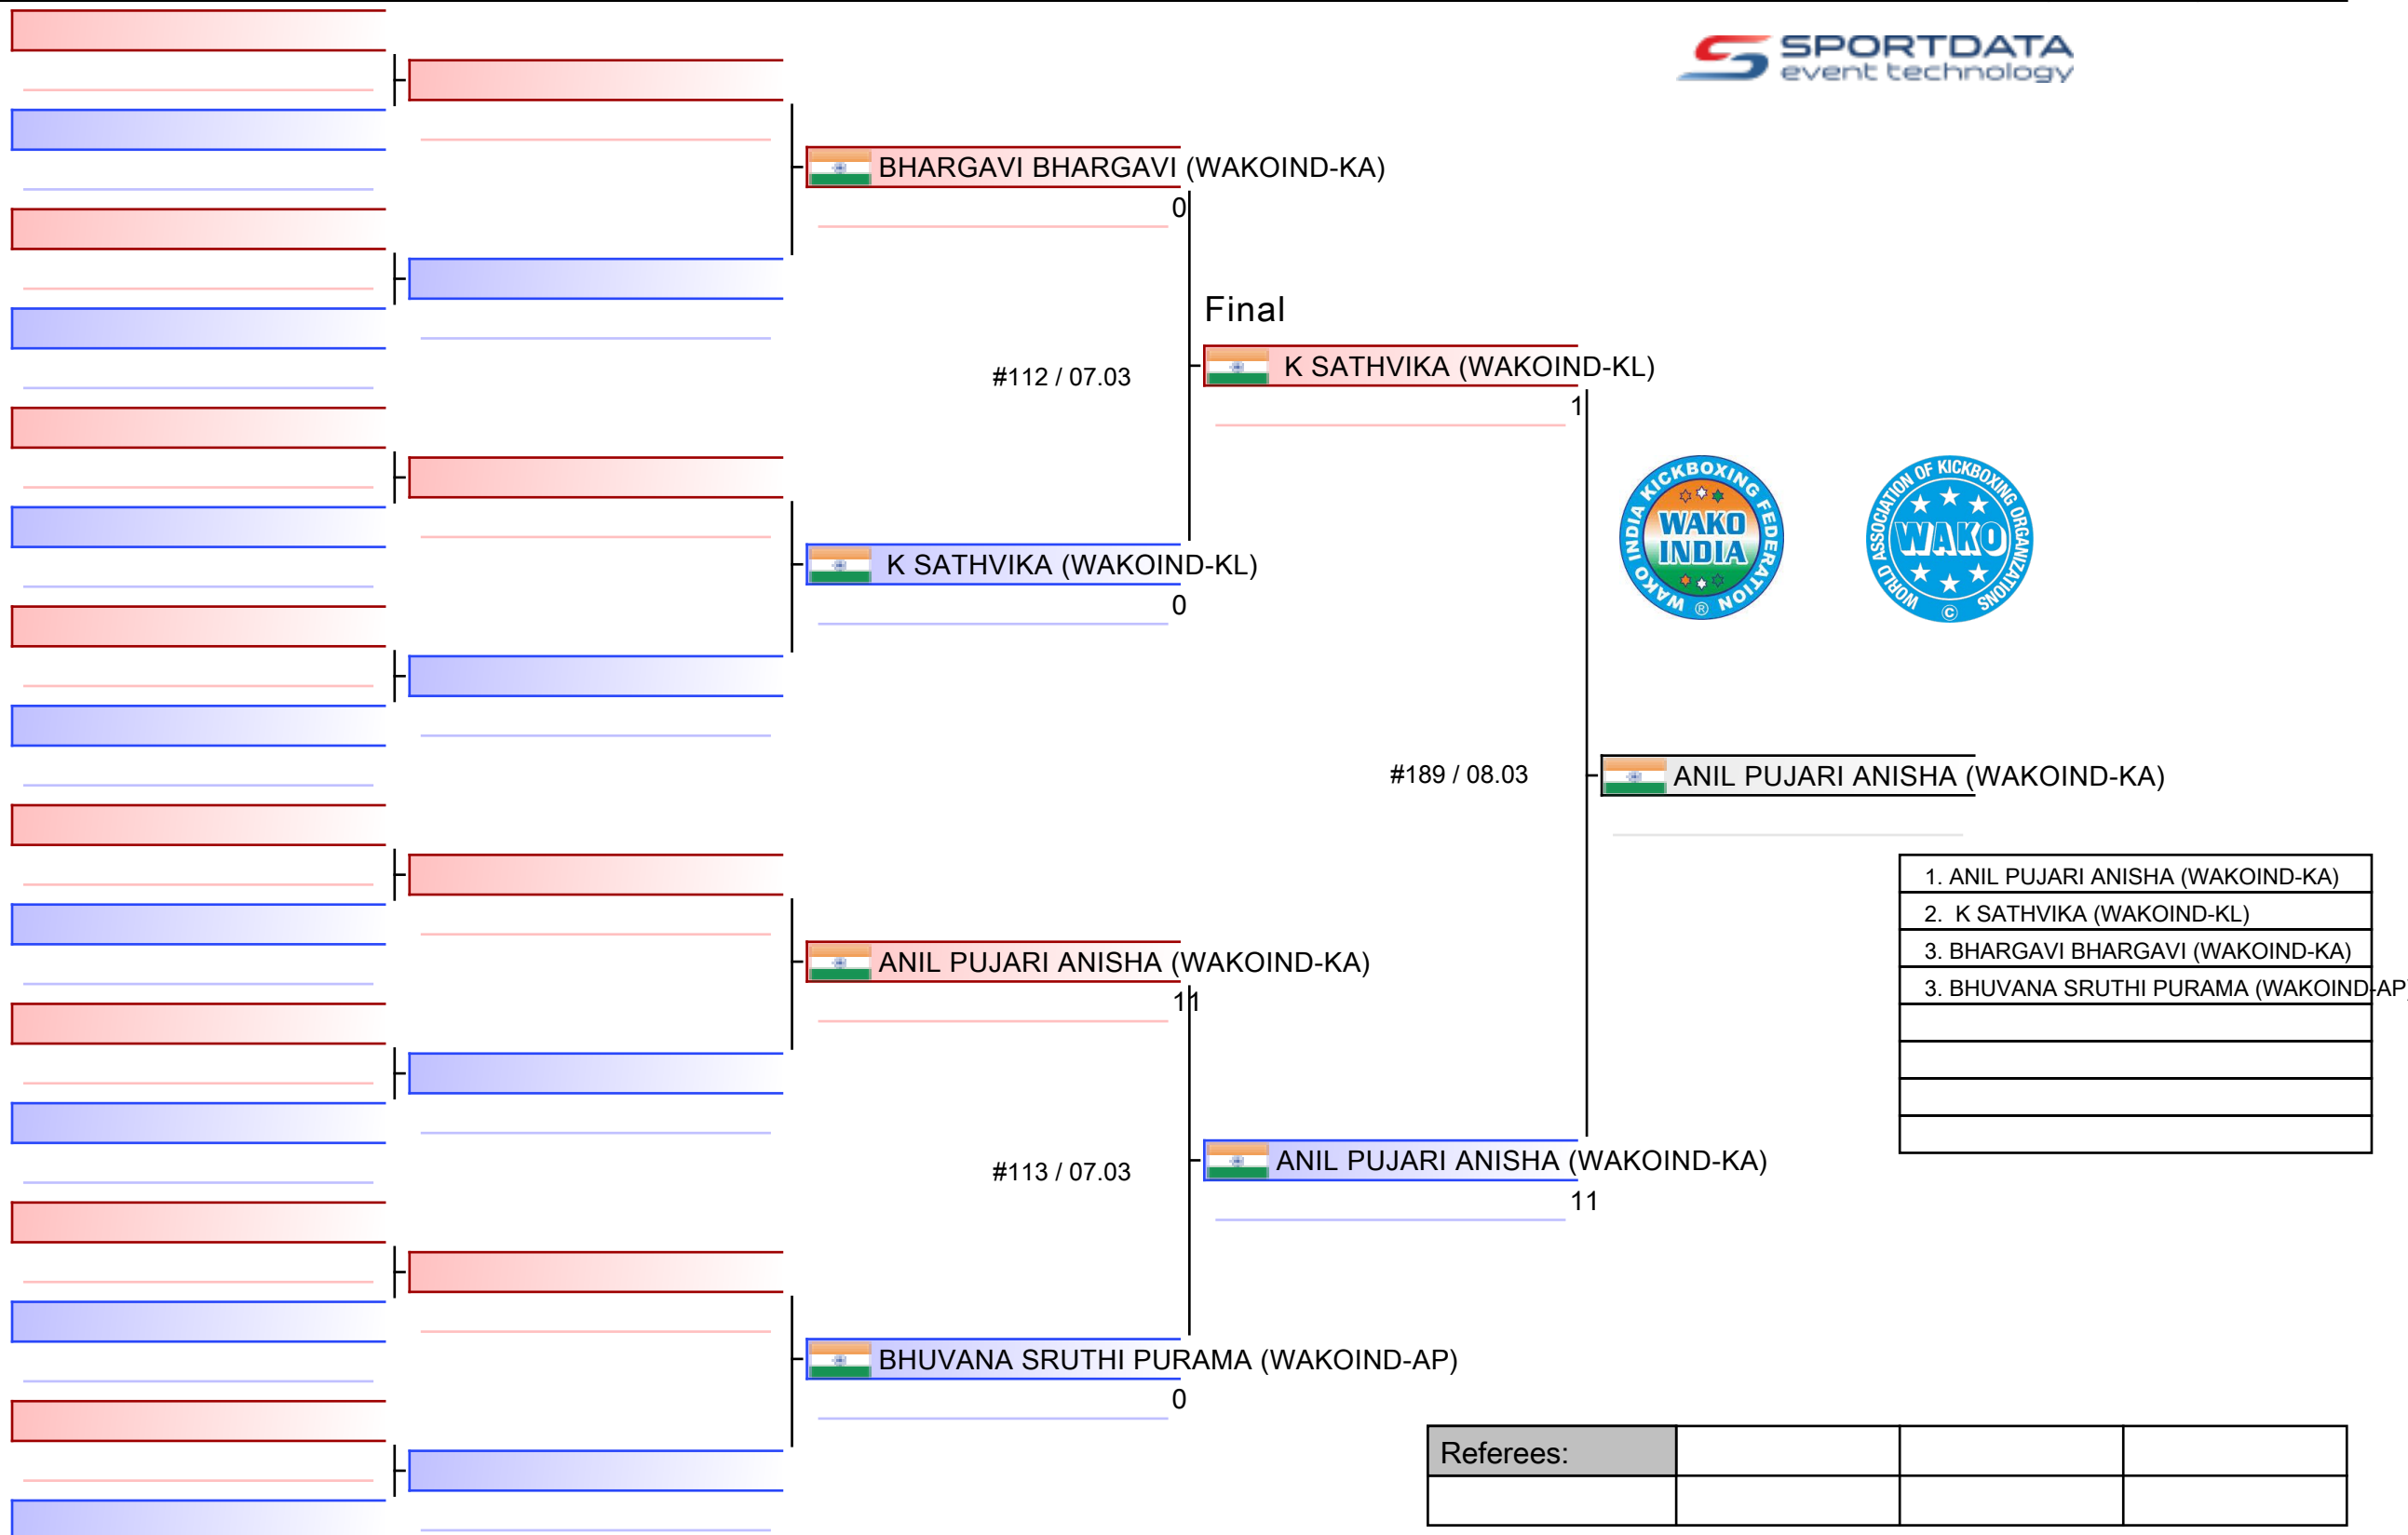 SPORTDATA
event technology
BHARGAVI BHARGAVI (WAKOIND-KA)
0
Final
#112 / 07.03
K SATHVIKA (WAKOIND-KL)
1
WAKO INDIA KICKBOXING FEDERATION
WAKO
INDIA
®
WORLD ASSOCIATION OF KICKBOXING ORGANIZATIONS
WAKO
©
K SATHVIKA (WAKOIND-KL)
0
#189 / 08.03
ANIL PUJARI ANISHA (WAKOIND-KA)
1. ANIL PUJARI ANISHA (WAKOIND-KA)
2. K SATHVIKA (WAKOIND-KL)
3. BHARGAVI BHARGAVI (WAKOIND-KA)
3. BHUVANA SRUTHI PURAMA (WAKOIND-AP)
ANIL PUJARI ANISHA (WAKOIND-KA)
11
#113 / 07.03
ANIL PUJARI ANISHA (WAKOIND-KA)
11
BHUVANA SRUTHI PURAMA (WAKOIND-AP)
0
Referees: